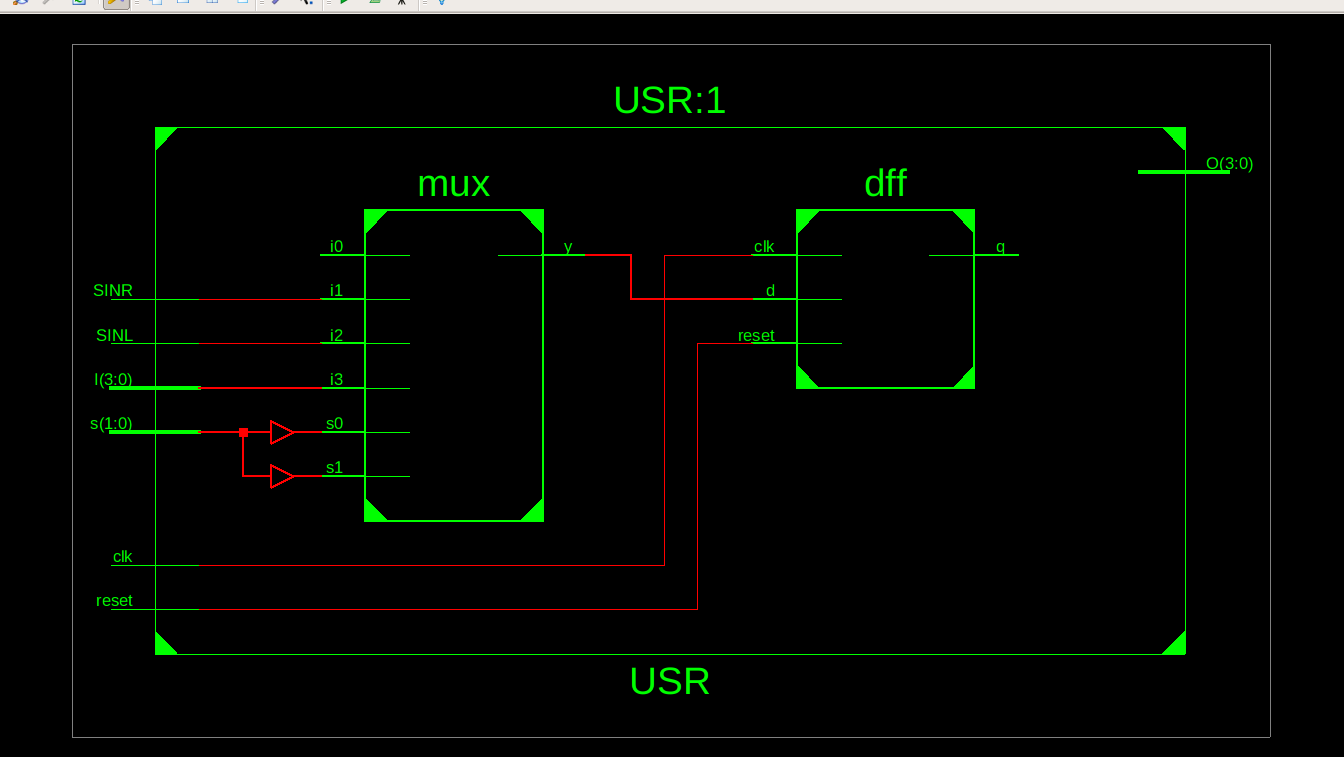 USR:1
O(3:0)
mux
dff
i0
y
clk
q
SINR
i1
d
SINL
i2
reset
I(3:0)
i3
s(1:0)
s0
s1
clk
reset
USR